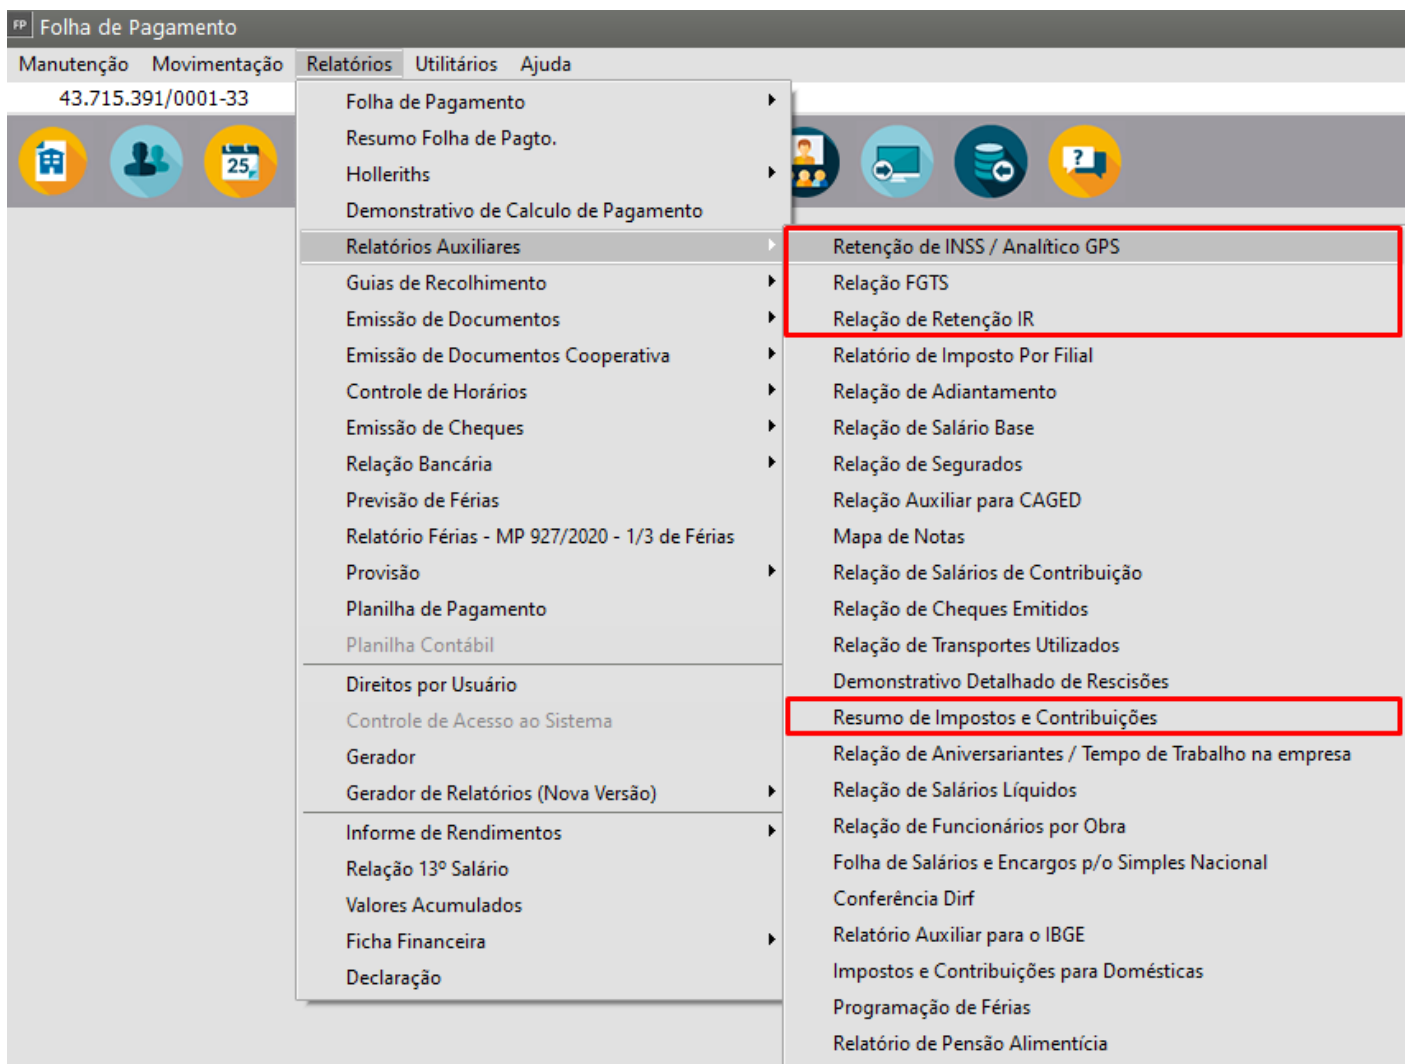 FP Folha de Pagamento
Manutenção Movimentação Relatórios Utilitários Ajuda
43.715.391/0001-33
25
?
Folha de Pagamento
Resumo Folha de Pagto.
Holleriths
Demonstrativo de Calculo de Pagamento
Relatórios Auxiliares
Guias de Recolhimento
Emissão de Documentos
Emissão de Documentos Cooperativa
Controle de Horários
Emissão de Cheques
Relação Bancária
Previsão de Férias
Relatório Férias - MP 927/2020 - 1/3 de Férias
Provisão
Planilha de Pagamento
Planilha Contábil
Direitos por Usuário
Controle de Acesso ao Sistema
Gerador
Gerador de Relatórios (Nova Versão)
Informe de Rendimentos
Relação 13º Salário
Valores Acumulados
Ficha Financeira
Declaração
Retenção de INSS / Analítico GPS
Relação FGTS
Relação de Retenção IR
Relatório de Imposto Por Filial
Relação de Adiantamento
Relação de Salário Base
Relação de Segurados
Relação Auxiliar para CAGED
Mapa de Notas
Relação de Salários de Contribuição
Relação de Cheques Emitidos
Relação de Transportes Utilizados
Demonstrativo Detalhado de Rescisões
Resumo de Impostos e Contribuições
Relação de Aniversariantes / Tempo de Trabalho na empresa
Relação de Salários Líquidos
Relação de Funcionários por Obra
Folha de Salários e Encargos p/o Simples Nacional
Conferência Dirf
Relatório Auxiliar para o IBGE
Impostos e Contribuições para Domésticas
Programação de Férias
Relatório de Pensão Alimentícia